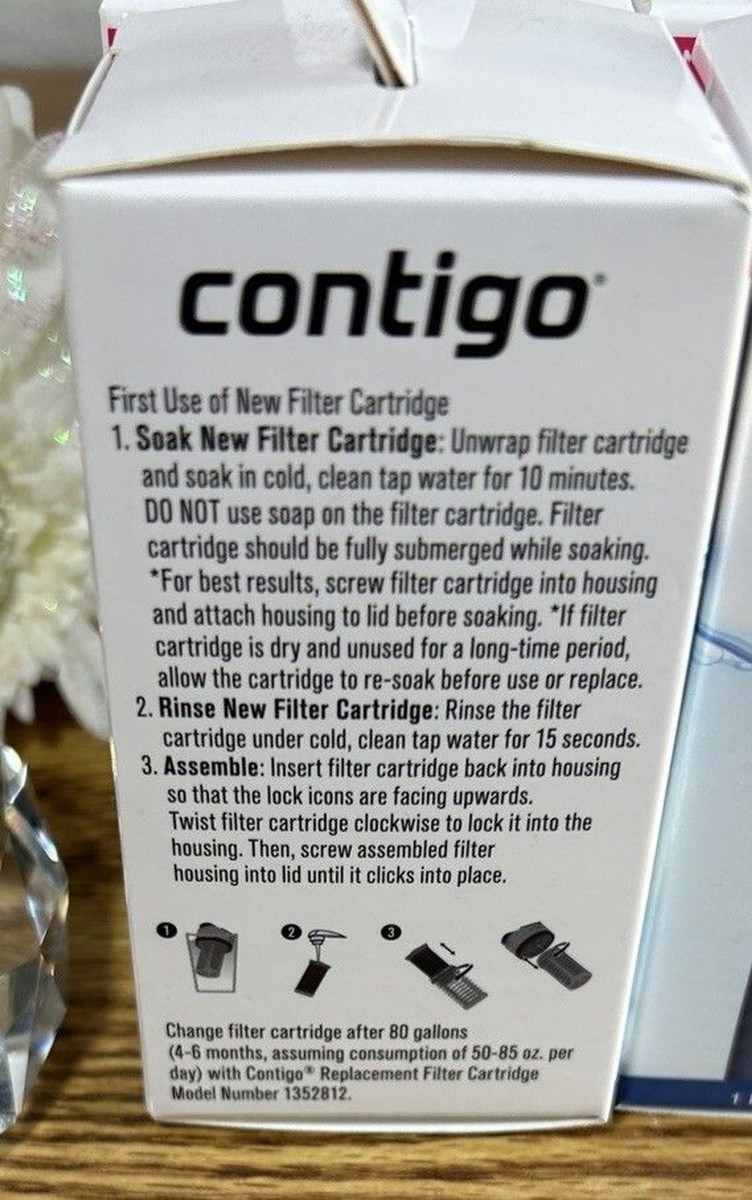 contigo®
First Use of New Filter Cartridge
1. Soak New Filter Cartridge: Unwrap filter cartridge
and soak in cold, clean tap water for 10 minutes.
DO NOT use soap on the filter cartridge. Filter
cartridge should be fully submerged while soaking.
*For best results, screw filter cartridge into housing
and attach housing to lid before soaking. *If filter
cartridge is dry and unused for a long-time period,
allow the cartridge to re-soak before use or replace.
2. Rinse New Filter Cartridge: Rinse the filter
cartridge under cold, clean tap water for 15 seconds.
3. Assemble: Insert filter cartridge back into housing
so that the lock icons are facing upwards.
Twist filter cartridge clockwise to lock it into the
housing. Then, screw assembled filter
housing into lid until it clicks into place.
1 2 3
Change filter cartridge after 80 gallons
(4-6 months, assuming consumption of 50-85 oz. per
day) with Contigo® Replacement Filter Cartridge
Model Number 1352812.
1